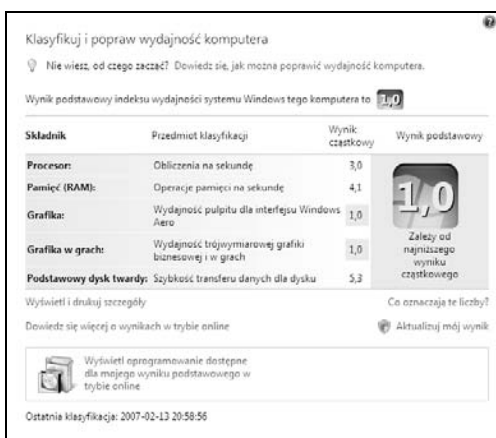 Klasyfikuj i popraw wydajność komputera
Nie wiesz, od czego zacząć? Dowiedz się, jak można poprawić wydajność komputera.
Wynik podstawowy indeksu wydajności systemu Windows tego komputera to 1,0
Składnik Przedmiot klasyfikacji Wynik cząstkowy Wynik podstawowy
Procesor: Obliczenia na sekundę 3,0
Pamięć (RAM): Operacje pamięci na sekundę 4,1
Grafika: Wydajność pulpitu dla interfejsu Windows Aero 1,0
Grafika w grach: Wydajność trójwymiarowej grafiki biznesowej i w grach 1,0
Podstawowy dysk twardy: Szybkość transferu danych dla dysku 5,3
1,0
Zależy od
najniższego
wyniku
cząstkowego
Wyświetl i drukuj szczegóły Co oznaczają te liczby?
Dowiedz się więcej o wynikach w trybie online Aktualizuj mój wynik
Wyświetl oprogramowanie dostępne
dla mojego wyniku podstawowego w
trybie online
Ostatnia klasyfikacja: 2007-02-13 20:58:56